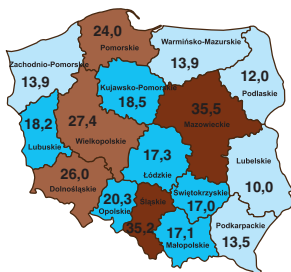 24,0
Pomorskie
Warmińsko-Mazurskie
13,9
Zachodnio-Pomorskie
13,9
12,0
Podlaskie
Kujawsko-Pomorskie
18,5
35,5
Mazowieckie
18,2
Lubuskie
27,4
Wielkopolskie
17,3
Łódzkie
Lubelskie
10,0
26,0
Dolnośląskie
20,3
Opolskie
Śląskie
35,2
Świętokrzyskie
17,0
17,1
Małopolskie
Podkarpackie
13,5